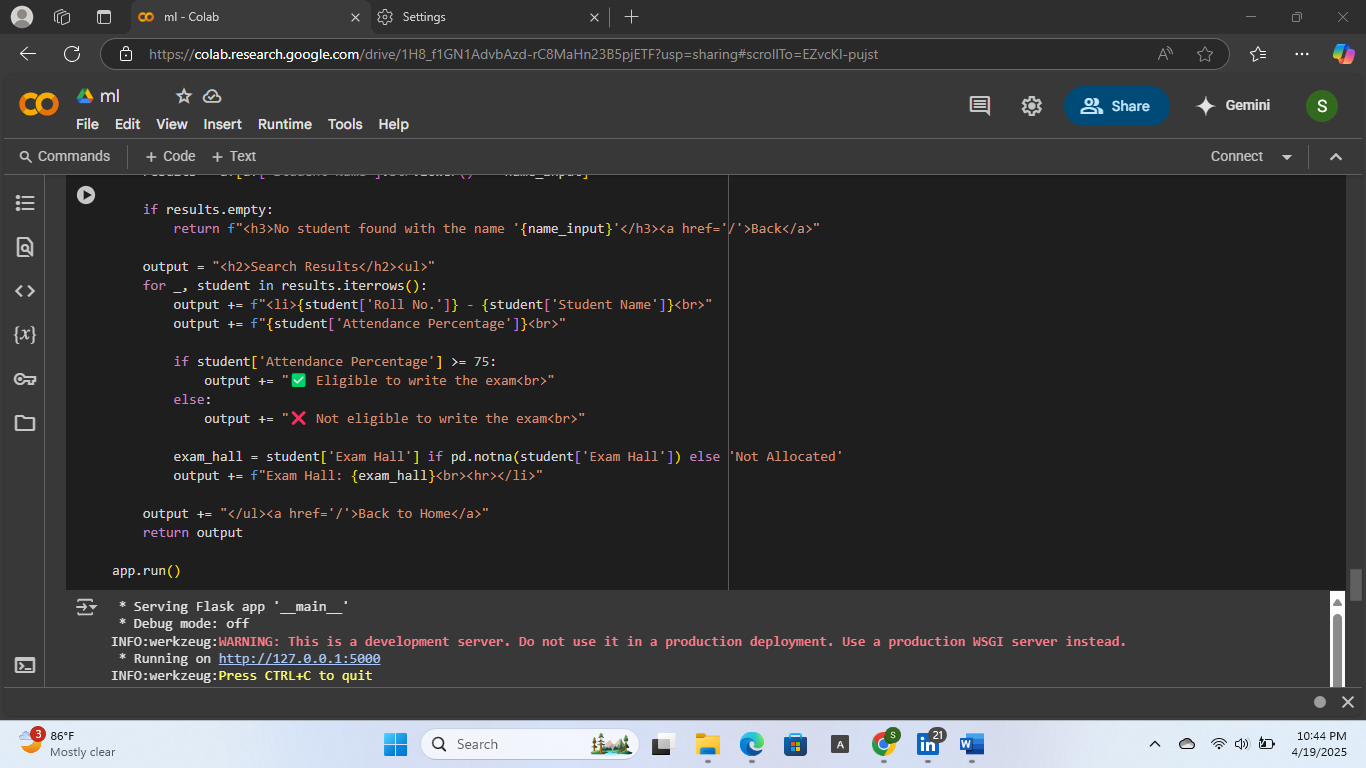 ml - Colab
Settings
https://colab.research.google.com/drive/1H8_f1GN1AdvbAzd-rC8MaHn23B5pjETF?usp=sharing#scrollTo=EZvcKI-pujst
ml
Share
Gemini
S
File Edit View Insert Runtime Tools Help
Commands + Code + Text
Connect
if results.empty:
return f"<h3>No student found with the name '{name_input}'</h3><a href='/'>Back</a>"
output = "<h2>Search Results</h2><ul>"
for _, student in results.iterrows():
output += f"<li>{student['Roll No.']} - {student['Student Name']}<br>"
output += f"{student['Attendance Percentage']}<br>"
if student['Attendance Percentage'] >= 75:
output += "✅ Eligible to write the exam<br>"
else:
output += "❌ Not eligible to write the exam<br>"
exam_hall = student['Exam Hall'] if pd.notna(student['Exam Hall']) else 'Not Allocated'
output += f"Exam Hall: {exam_hall}<br><hr></li>"
output += "</ul><a href='/'>Back to Home</a>"
return output
app.run()
* Serving Flask app '__main__'
* Debug mode: off
INFO:werkzeug:WARNING: This is a development server. Do not use it in a production deployment. Use a production WSGI server instead.
* Running on http://127.0.0.1:5000
INFO:werkzeug:Press CTRL+C to quit
3
86°F
Mostly clear
Search
A
S
21
10:44 PM
4/19/2025